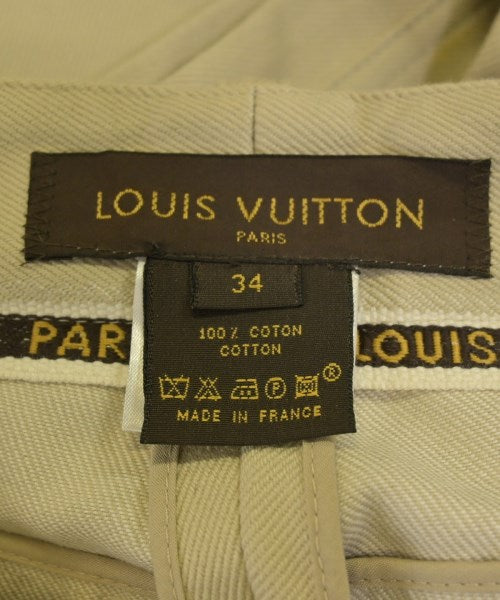 LOUIS VUITTON
PARIS
34
PAR
LOUIS
100% COTON
COTTON
®
MADE IN FRANCE